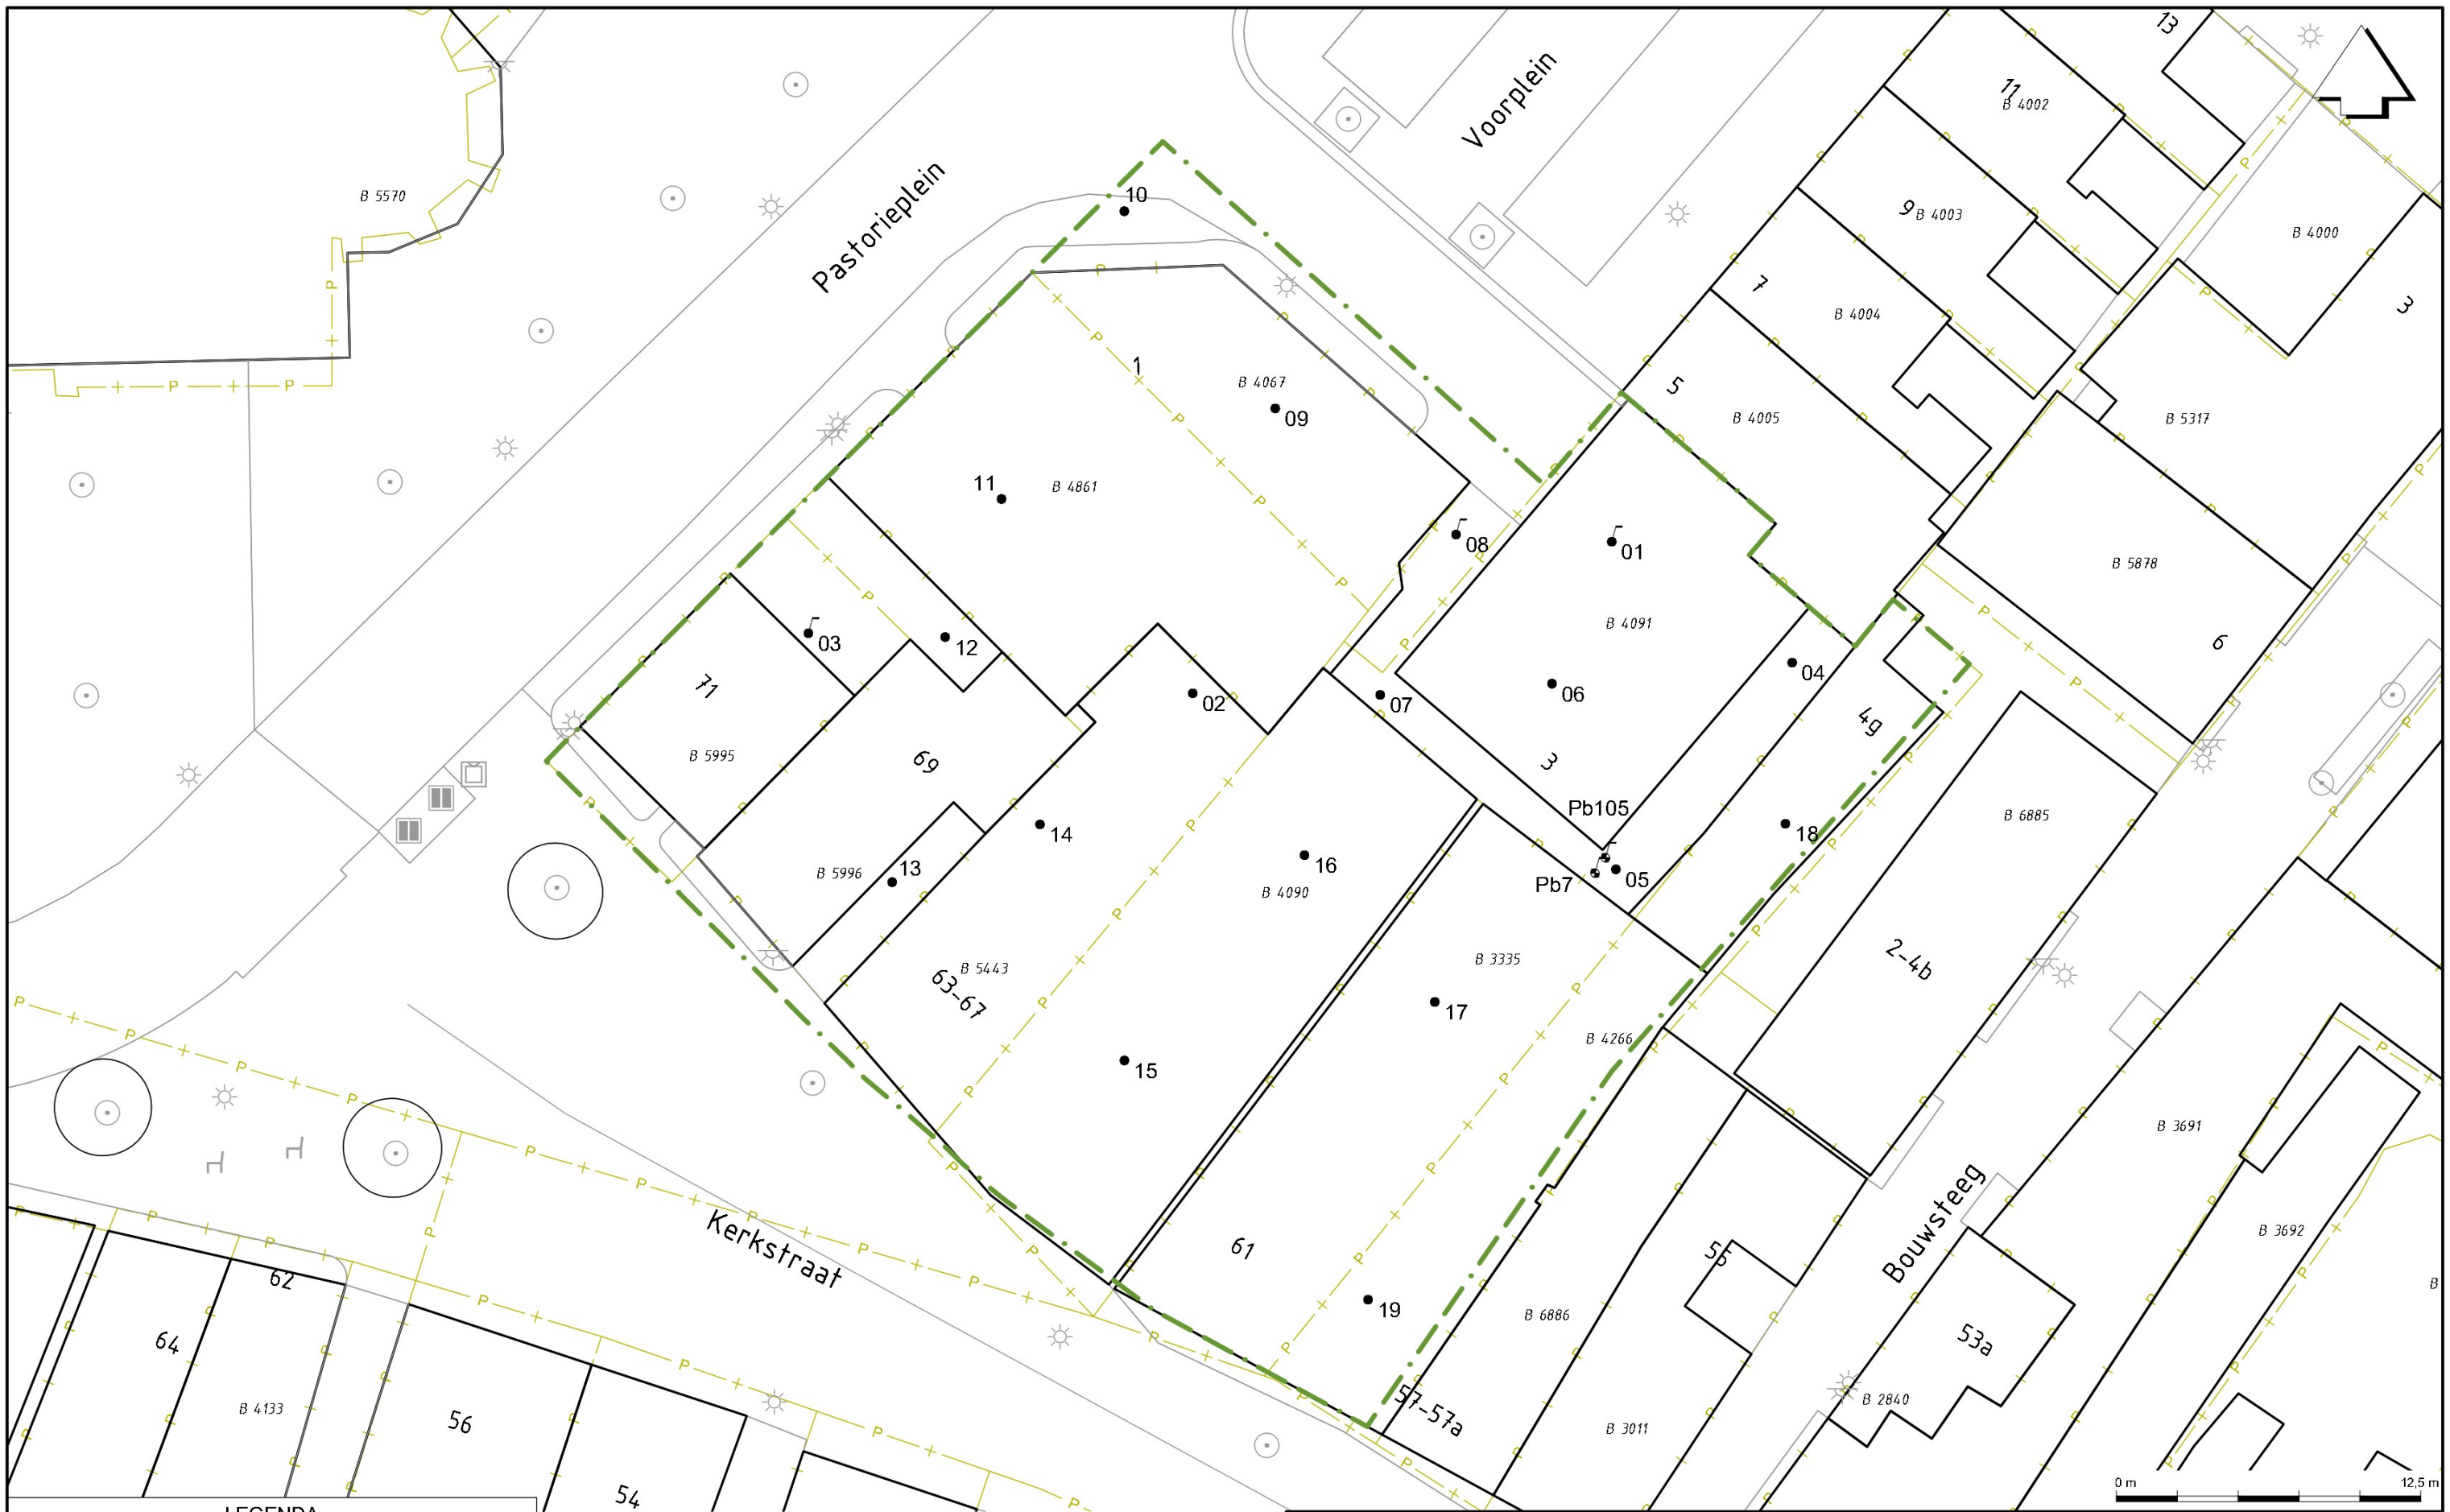 13
11
B 4002
Voorplein
B 5570
10
9
B 4003
B 4000
Pastorieplein
7
B 4004
3
1
B 4067
5
B 4005
B 5317
09
11
B 4861
08
01
B 5878
B 4091
03
12
6
04
71
02
07
06
4g
B 5995
69
3
Pb105
B 6885
14
18
16
B 5996
13
05
Pb7
B 4090
2-4b
B 5443
B 3335
63-67
17
B 4266
15
B 3691
Bouwsteeg
Kerkstraat
61
55
B 3692
62
B
19
B 6886
64
53a
57-57a
B 2840
B 4133
56
B 3011
0 m
12,5 m
54
LEGENDA